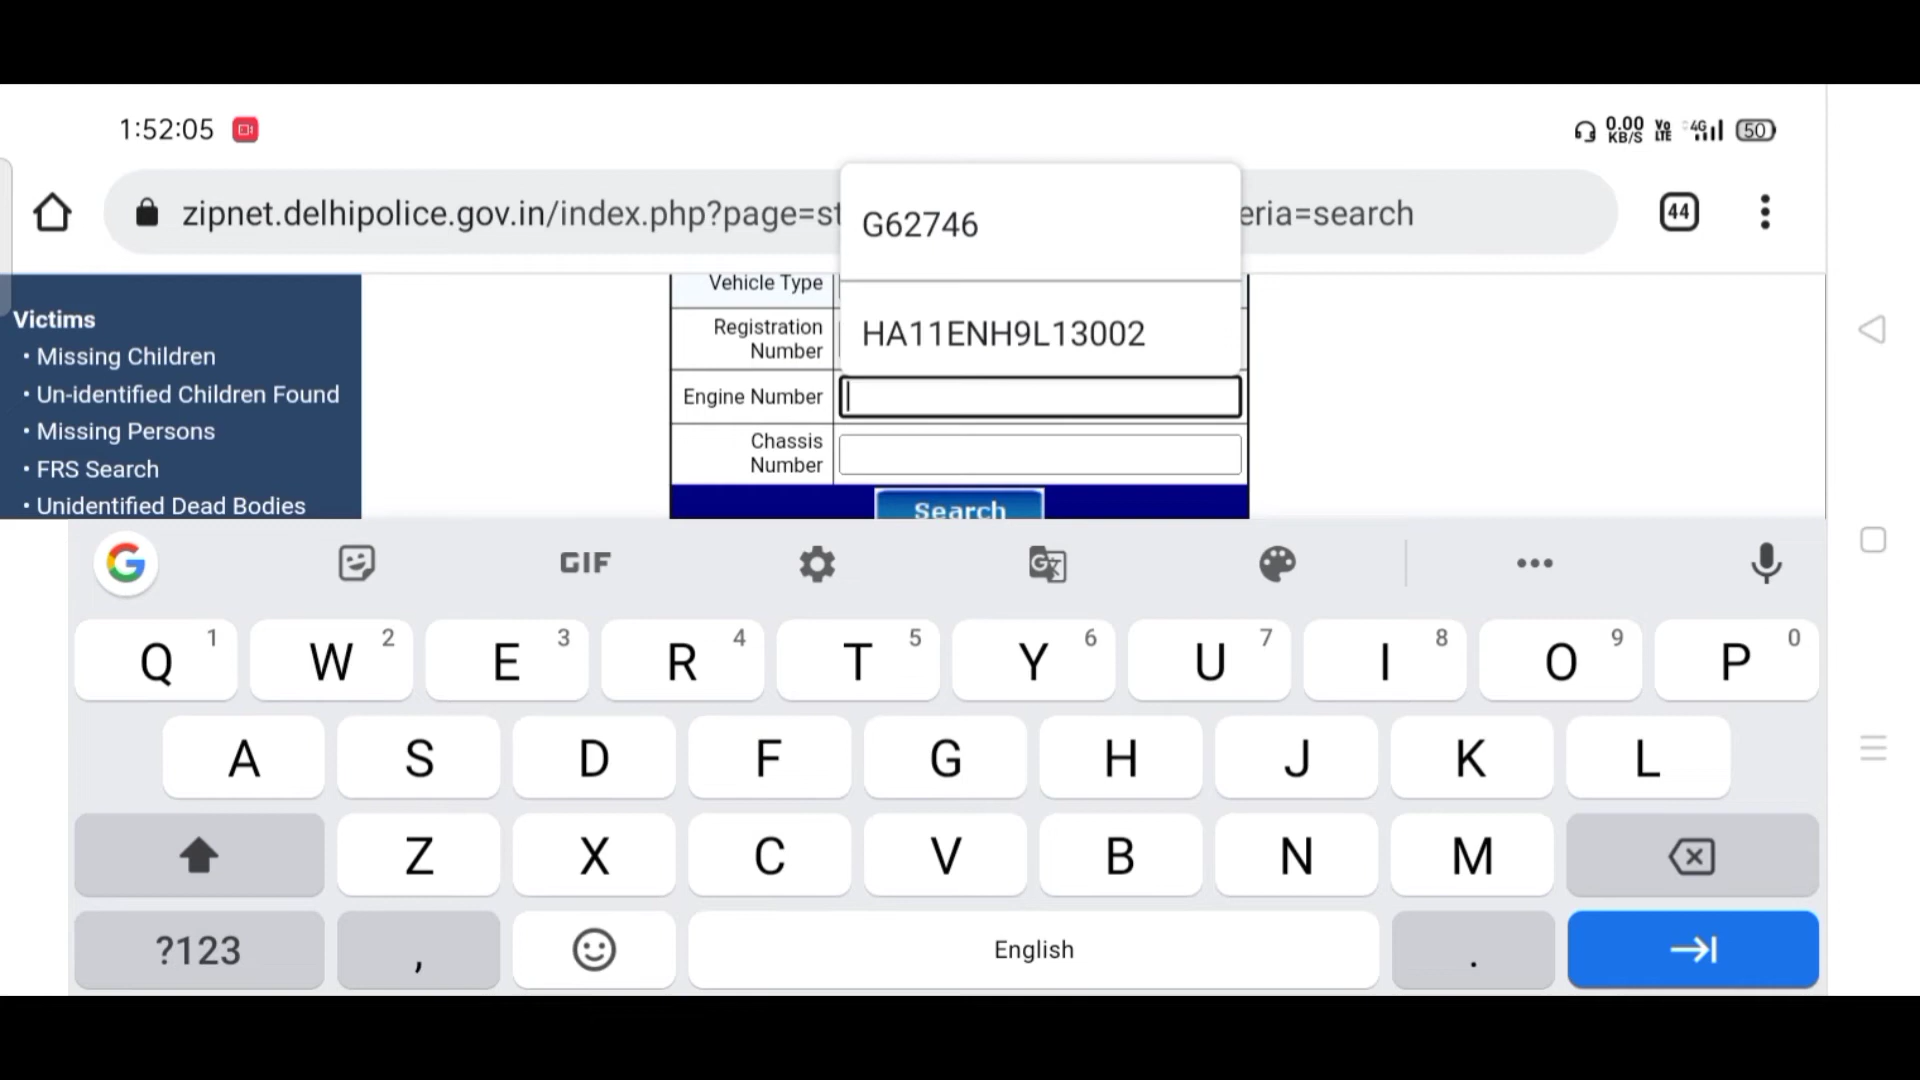 1:52:05
0.00 KB/S
Vo LTE
4G
50
zipnet.delhipolice.gov.in/index.php?page=st
eria=search
44
G62746
HA11ENH9L13002
Victims
• Missing Children
• Un-identified Children Found
• Missing Persons
• FRS Search
• Unidentified Dead Bodies
Vehicle Type
Registration
Number
Engine Number
Chassis
Number
Search
G GIF G
Q 1 W 2 E 3 R 4 T 5 Y 6 U 7 I 8 O 9 P 0
A S D F G H J K L
Z X C V B N M
?123 , English .